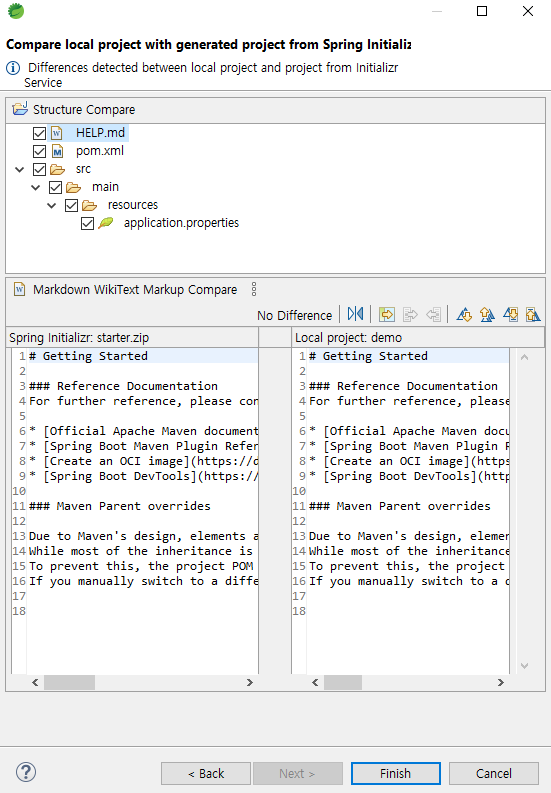 Compare local project with generated project from Spring Initializ
Differences detected between local project and project from Initializr
Service
Structure Compare
HELP.md
pom.xml
src
main
resources
application.properties
Markdown WikiText Markup Compare
No Difference
Spring Initializr: starter.zip
1 # Getting Started
2
3 ### Reference Documentation
4 For further reference, please con
5
6 * [Official Apache Maven document
7 * [Spring Boot Maven Plugin Refer
8 * [Create an OCI image](https://d
9 * [Spring Boot DevTools](https://
10
11 ### Maven Parent overrides
12
13 Due to Maven's design, elements a
14 While most of the inheritance is
15 To prevent this, the project POM
16 If you manually switch to a diffe
17
18
Local project: demo
1 # Getting Started
2
3 ### Reference Documentation
4 For further reference, please
5
6 * [Official Apache Maven docu
7 * [Spring Boot Maven Plugin R
8 * [Create an OCI image](https
9 * [Spring Boot DevTools](http
10
11 ### Maven Parent overrides
12
13 Due to Maven's design, elemen
14 While most of the inheritance
15 To prevent this, the project
16 If you manually switch to a d
17
18
?
< Back
Next >
Finish
Cancel